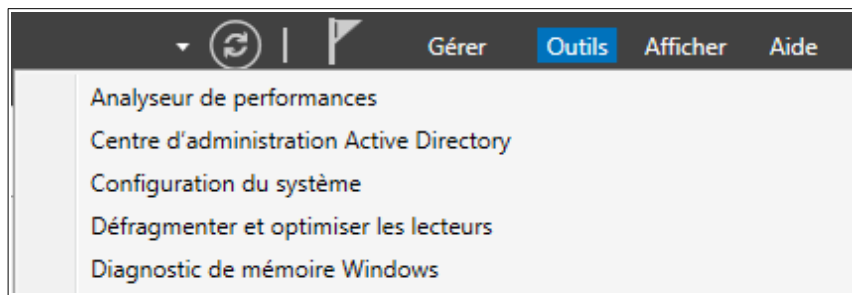 Gérer Outils Afficher Aide
Analyseur de performances
Centre d'administration Active Directory
Configuration du système
Défragmenter et optimiser les lecteurs
Diagnostic de mémoire Windows